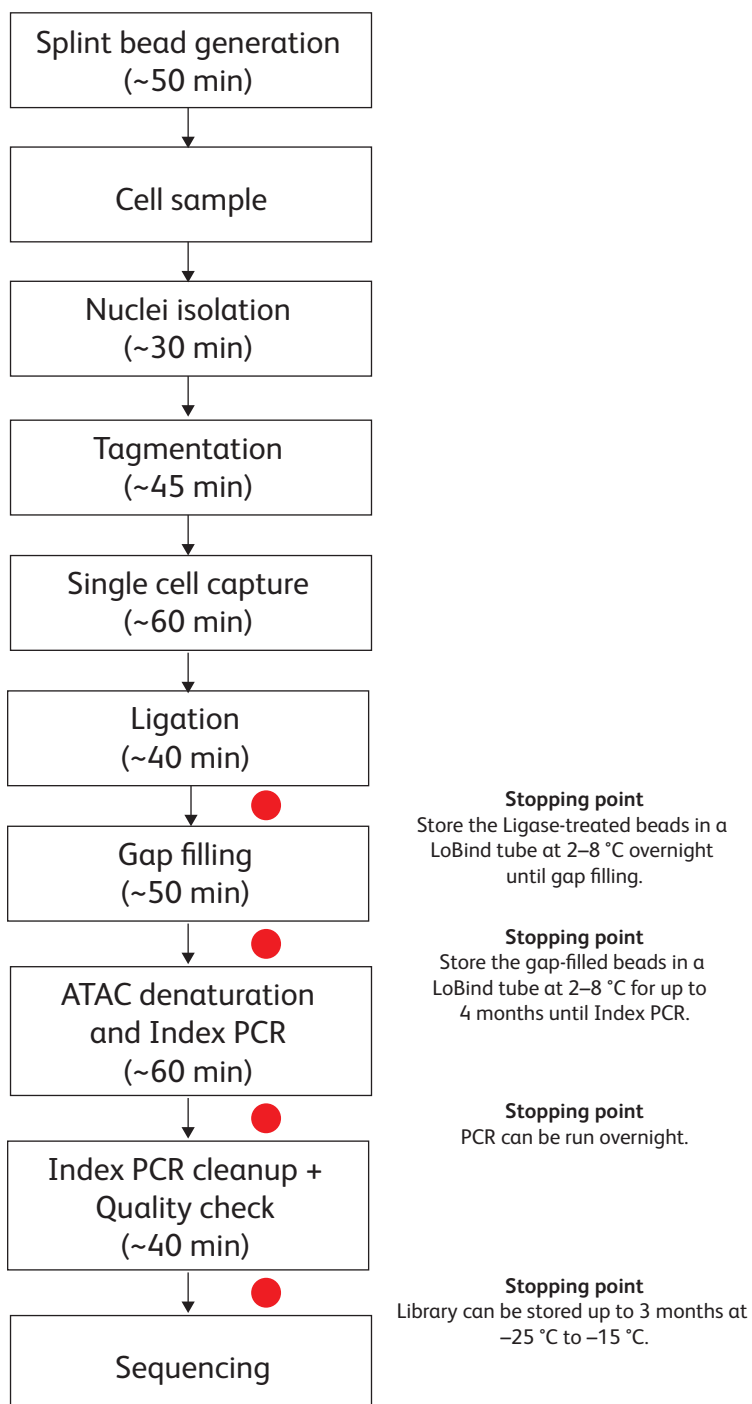 Splint bead generation
(~50 min)
Cell sample
Nuclei isolation
(~30 min)
Tagmentation
(~45 min)
Single cell capture
(~60 min)
Ligation
(~40 min)
Stopping point
Store the Ligase-treated beads in a
LoBind tube at 2–8 °C overnight
until gap filling.
Gap filling
(~50 min)
Stopping point
Store the gap-filled beads in a
LoBind tube at 2–8 °C for up to
4 months until Index PCR.
ATAC denaturation
and Index PCR
(~60 min)
Stopping point
PCR can be run overnight.
Index PCR cleanup +
Quality check
(~40 min)
Stopping point
Library can be stored up to 3 months at
–25 °C to –15 °C.
Sequencing